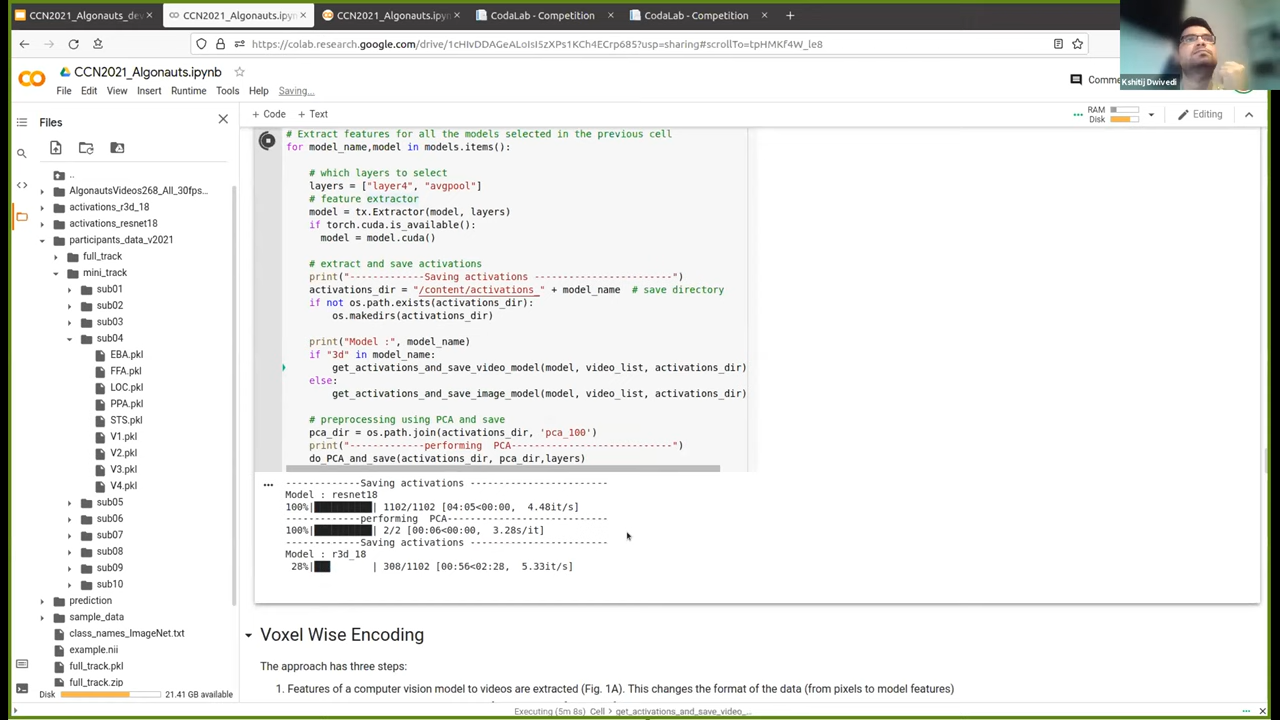 CCN2021_Algonauts_de
CCN2021_Algonauts.ipyn
CCN2021_Algonauts.ipyn
CodaLab - Competition
CodaLab - Competition
https://colab.research.google.com/drive/1cHIvDDAGeALoIsI5zXPs1KCh4ECrp685?usp=sharing#scrollTo=tpHMKf4W_le8
CCN2021_Algonauts.ipynb
Comme
Kshitij Dwivedi
File Edit View Insert Runtime Tools Help Saving...
Files
+ Code + Text
RAM
Disk
Editing
..
AlgonautsVideos268_All_30fps...
activations_r3d_18
activations_resnet18
participants_data_v2021
full_track
mini_track
sub01
sub02
sub03
sub04
EBA.pkl
FFA.pkl
LOC.pkl
PPA.pkl
STS.pkl
V1.pkl
V2.pkl
V3.pkl
V4.pkl
sub05
sub06
sub07
sub08
sub09
sub10
prediction
sample_data
class_names_ImageNet.txt
example.nii
full_track.pkl
full_track.zip
Disk 21.41 GB available
# Extract features for all the models selected in the previous cell
for model_name,model in models.items():
# which layers to select
layers = ["layer4", "avgpool"]
# feature extractor
model = tx.Extractor(model, layers)
if torch.cuda.is_available():
model = model.cuda()
# extract and save activations
print("-------------Saving activations ------------------------")
activations_dir = "/content/activations_" + model_name # save directory
if not os.path.exists(activations_dir):
os.makedirs(activations_dir)
print("Model :", model_name)
if "3d" in model_name:
get_activations_and_save_video_model(model, video_list, activations_dir)
else:
get_activations_and_save_image_model(model, video_list, activations_dir)
# preprocessing using PCA and save
pca_dir = os.path.join(activations_dir, 'pca_100')
print("-------------performing  PCA----------------------------")
do_PCA_and_save(activations_dir, pca_dir,layers)
-------------Saving activations ------------------------
Model : resnet18
100%|██████████| 1102/1102 [04:05<00:00, 4.48it/s]
-------------performing  PCA----------------------------
100%|██████████| 2/2 [00:06<00:00, 3.28s/it]
-------------Saving activations ------------------------
Model : r3d_18
28%|██▊ | 308/1102 [00:56<02:28, 5.33it/s]
Voxel Wise Encoding
The approach has three steps:
1. Features of a computer vision model to videos are extracted (Fig. 1A). This changes the format of the data (from pixels to model features)
Executing (5m 8s) Cell > get_activations_and_save_video_...